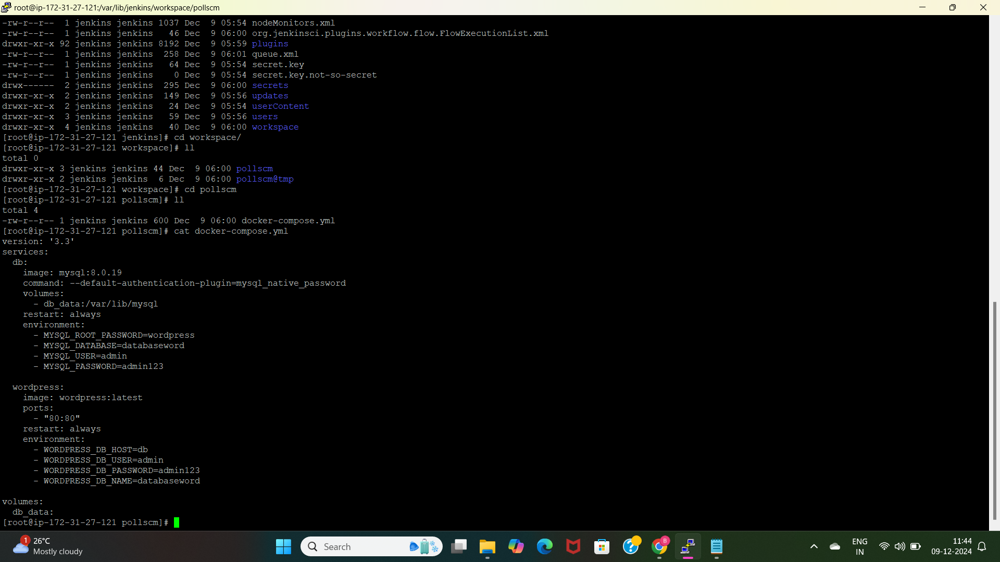 root@ip-172-31-27-121:/var/lib/jenkins/workspace/pollscm
-rw-r--r--  1 jenkins jenkins 1037 Dec  9 05:54 nodeMonitors.xml
-rw-r--r--  1 jenkins jenkins   46 Dec  9 06:00 org.jenkinsci.plugins.workflow.flow.FlowExecutionList.xml
drwxr-xr-x 92 jenkins jenkins 8192 Dec  9 05:59 plugins
-rw-r--r--  1 jenkins jenkins  258 Dec  9 06:01 queue.xml
-rw-r--r--  1 jenkins jenkins   64 Dec  9 05:54 secret.key
-rw-r--r--  1 jenkins jenkins    0 Dec  9 05:54 secret.key.not-so-secret
drwx------  2 jenkins jenkins  295 Dec  9 06:00 secrets
drwxr-xr-x  2 jenkins jenkins  149 Dec  9 05:56 updates
drwxr-xr-x  2 jenkins jenkins   24 Dec  9 05:54 userContent
drwxr-xr-x  3 jenkins jenkins   59 Dec  9 05:56 users
drwxr-xr-x  4 jenkins jenkins   40 Dec  9 06:00 workspace
[root@ip-172-31-27-121 jenkins]# cd workspace/
[root@ip-172-31-27-121 workspace]# ll
total 0
drwxr-xr-x 3 jenkins jenkins 44 Dec  9 06:00 pollscm
drwxr-xr-x 2 jenkins jenkins  6 Dec  9 06:00 pollscm@tmp
[root@ip-172-31-27-121 workspace]# cd pollscm
[root@ip-172-31-27-121 pollscm]# ll
total 4
-rw-r--r-- 1 jenkins jenkins 600 Dec  9 06:00 docker-compose.yml
[root@ip-172-31-27-121 pollscm]# cat docker-compose.yml
version: '3.3'
services:
  db:
    image: mysql:8.0.19
    command: --default-authentication-plugin=mysql_native_password
    volumes:
      - db_data:/var/lib/mysql
    restart: always
    environment:
      - MYSQL_ROOT_PASSWORD=wordpress
      - MYSQL_DATABASE=databaseword
      - MYSQL_USER=admin
      - MYSQL_PASSWORD=admin123

  wordpress:
    image: wordpress:latest
    ports:
      - "80:80"
    restart: always
    environment:
      - WORDPRESS_DB_HOST=db
      - WORDPRESS_DB_USER=admin
      - WORDPRESS_DB_PASSWORD=admin123
      - WORDPRESS_DB_NAME=databaseword

volumes:
  db_data:
[root@ip-172-31-27-121 pollscm]#
1
26°C
Mostly cloudy
Search
B
ENG
IN
11:44
09-12-2024